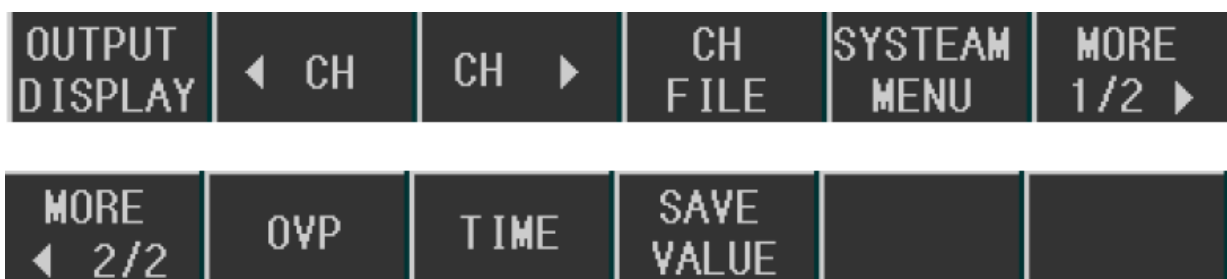 OUTPUT DISPLAY
◀ CH
CH ▶
CH FILE
SYSTEAM MENU
MORE 1/2 ▶
MORE ◀ 2/2
OVP
TIME
SAVE VALUE